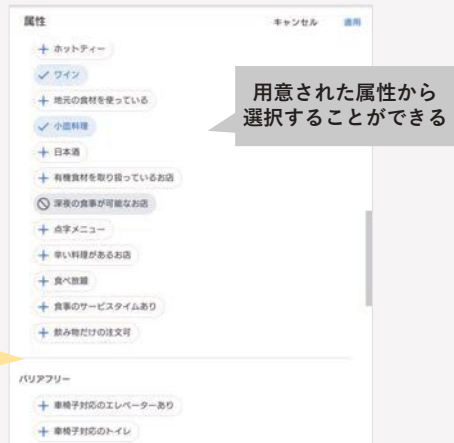 属性
キャンセル 適用
ホットティー
ワイン
地元の食材を使っている
小皿料理
日本酒
有機食材を取り扱っているお店
深夜の食事が可能なお店
点字メニュー
辛い料理があるお店
食べ放題
食事のサービスタイムあり
飲み物だけの注文可
バリアフリー
車椅子対応のエレベーターあり
車椅子対応のトイレ
用意された属性から
選択することができる